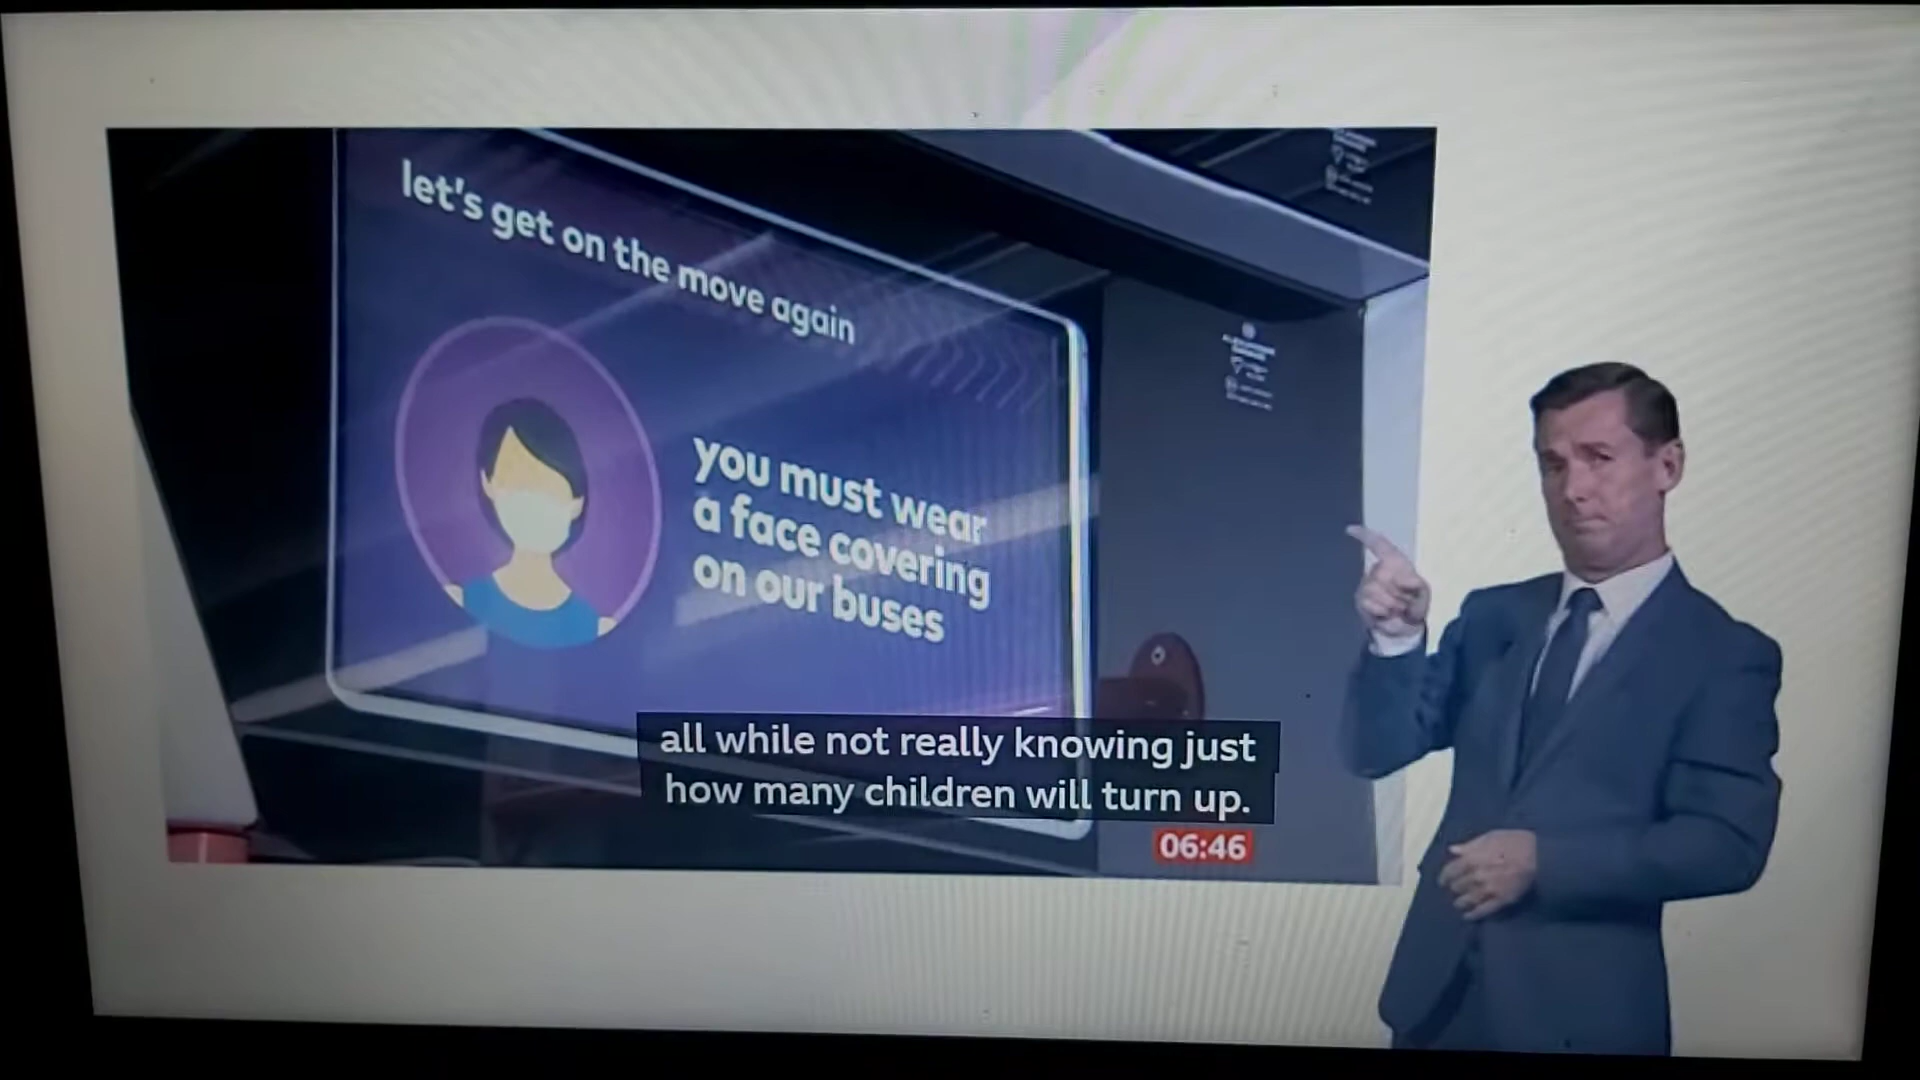 let's get on the move again
you must wear
a face covering
on our buses
all while not really knowing just
how many children will turn up.
06:46